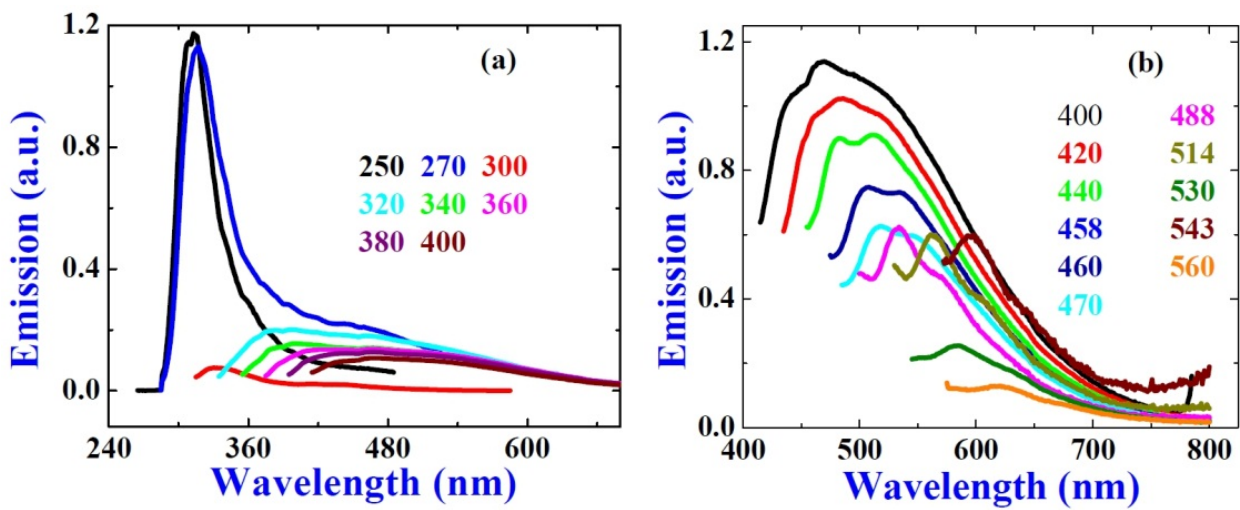 (a)
1.2
0.8
0.4
0.0
Emission (a.u.)
250 270 300
320 340 360
380 400
240 360 480 600
Wavelength (nm)
(b)
1.2
0.8
0.4
0.0
Emission (a.u.)
400 488
420 514
440 530
458 543
460 560
470
400 500 600 700 800
Wavelength (nm)